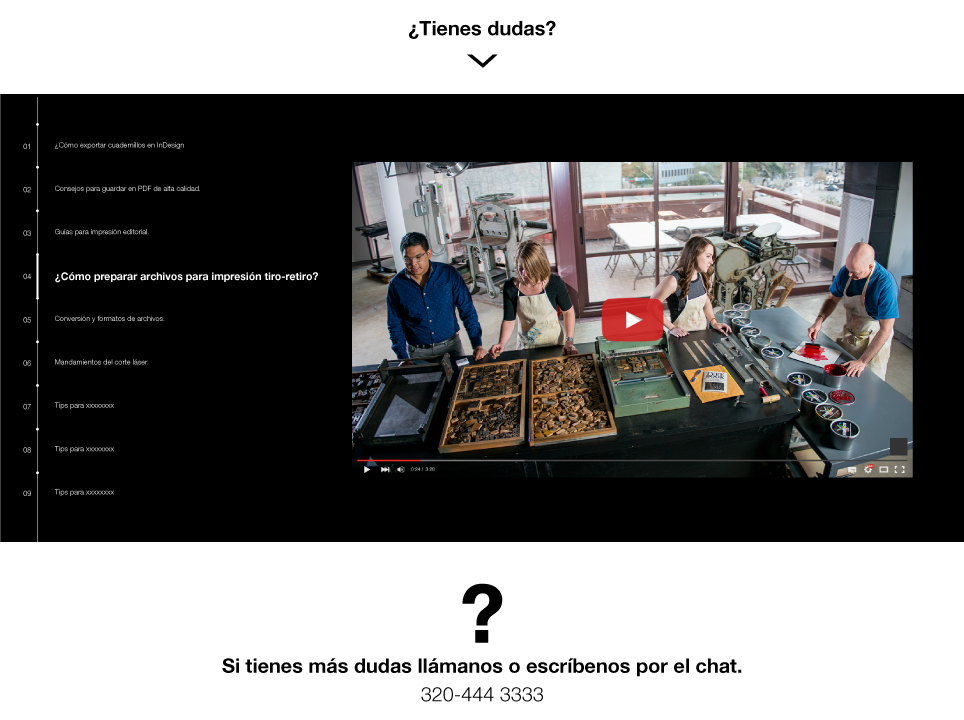 ¿Tienes dudas?
01 ¿Cómo exportar cuadernillos en InDesign
02 Consejos para guardar en PDF de alta calidad.
03 Guías para impresión editorial.
04 ¿Cómo preparar archivos para impresión tiro-retiro?
05 Conversión y formatos de archivos.
06 Mandamientos del corte láser.
07 Tips para xxxxxxxx
08 Tips para xxxxxxxx
09 Tips para xxxxxxxx
0:24 / 3:28
?
Si tienes más dudas llámanos o escríbenos por el chat.
320-444 3333